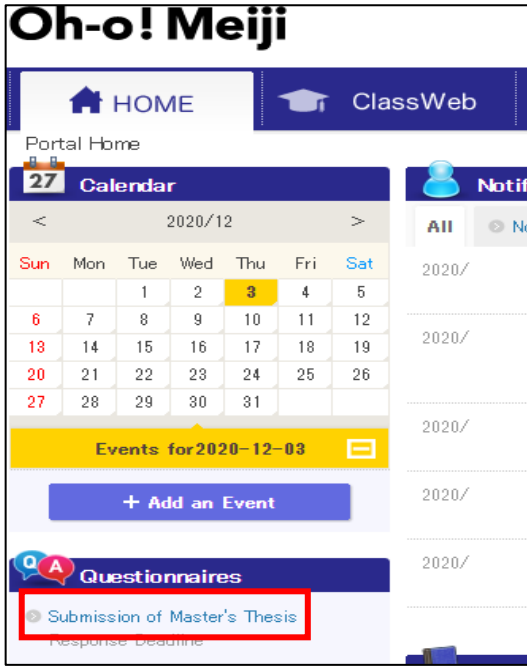 Oh-o! Meiji
HOME
ClassWeb
Portal Home
27 Calendar
< 2020/12 >
Sun Mon Tue Wed Thu Fri Sat
1 2 3 4 5
6 7 8 9 10 11 12
13 14 15 16 17 18 19
20 21 22 23 24 25 26
27 28 29 30 31
Events for2020-12-03
+ Add an Event
Q A Questionnaires
Submission of Master's Thesis
Response Deadline
Notif
All No
2020/
2020/
2020/
2020/
2020/